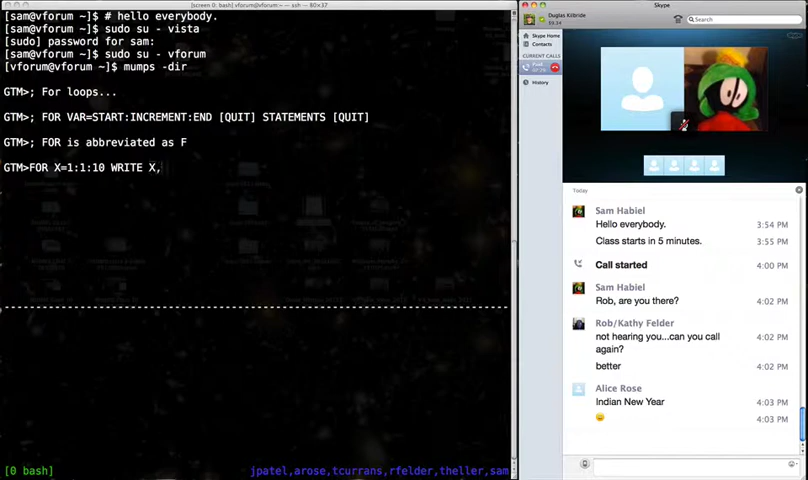 [screen 0: bash] — ssh — 80×37
[sam@vforum ~]$ # hello everybody.
[sam@vforum ~]$ sudo su - vista
[sudo] password for sam:
[sam@vforum ~]$ sudo su - vforum
[vforum@vforum ~]$ mumps -dir
GTM>; For loops...
GTM>; FOR VAR=START:INCREMENT:END [QUIT] STATEMENTS [QUIT]
GTM>; FOR is abbreviated as F
GTM>FOR X=1:1:10 WRITE X,
[0 bash]
jpatel,arose,tcurrans,rfelder,theller,sam
Skype
Duglas Kilbride
$9.34
Search
Skype Home
Contacts
CURRENT CALLS
History
Today
Sam Habiel
Hello everybody.
3:54 PM
Class starts in 5 minutes.
3:55 PM
Call started
4:00 PM
Sam Habiel
Rob, are you there?
4:02 PM
Rob/Kathy Felder
not hearing you...can you call
again?
4:02 PM
better
4:02 PM
Alice Rose
Indian New Year
4:03 PM
4:03 PM